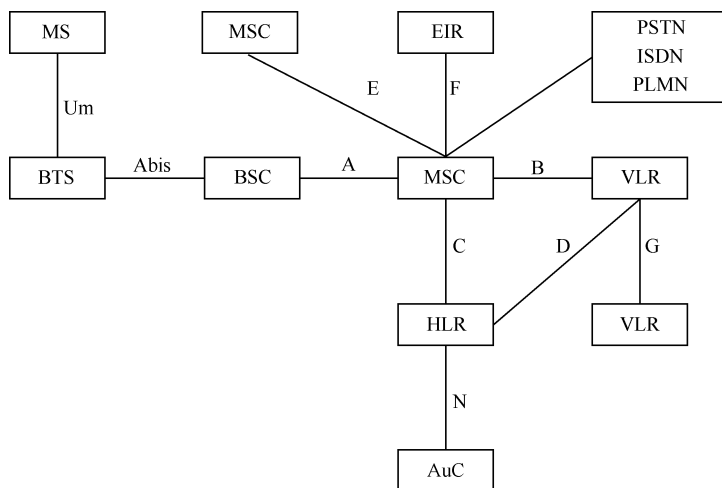 MS
MSC
EIR
PSTN
ISDN
PLMN
Um
E
F
BTS
Abis
BSC
A
MSC
B
VLR
C
D
G
HLR
VLR
N
AuC